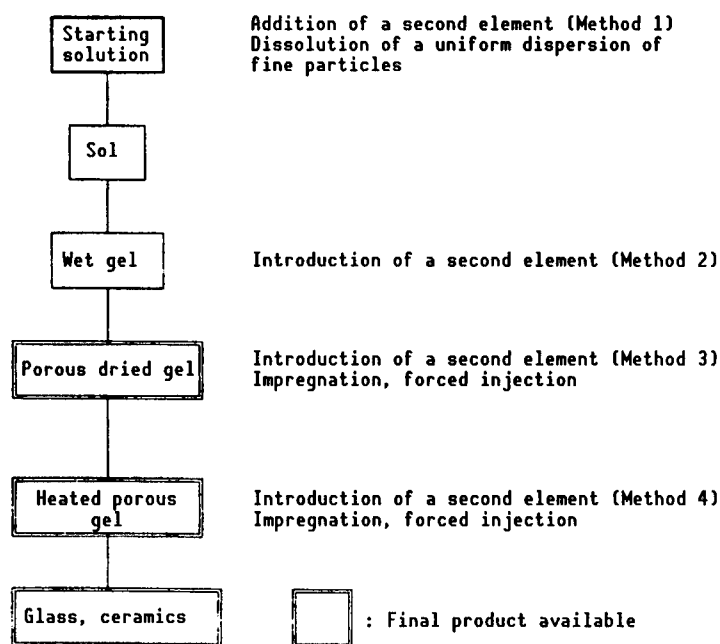 Starting
solution
Addition of a second element (Method 1)
Dissolution of a uniform dispersion of
fine particles
Sol
Wet gel
Introduction of a second element (Method 2)
Porous dried gel
Introduction of a second element (Method 3)
Impregnation, forced injection
Heated porous
gel
Introduction of a second element (Method 4)
Impregnation, forced injection
Glass, ceramics
: Final product available